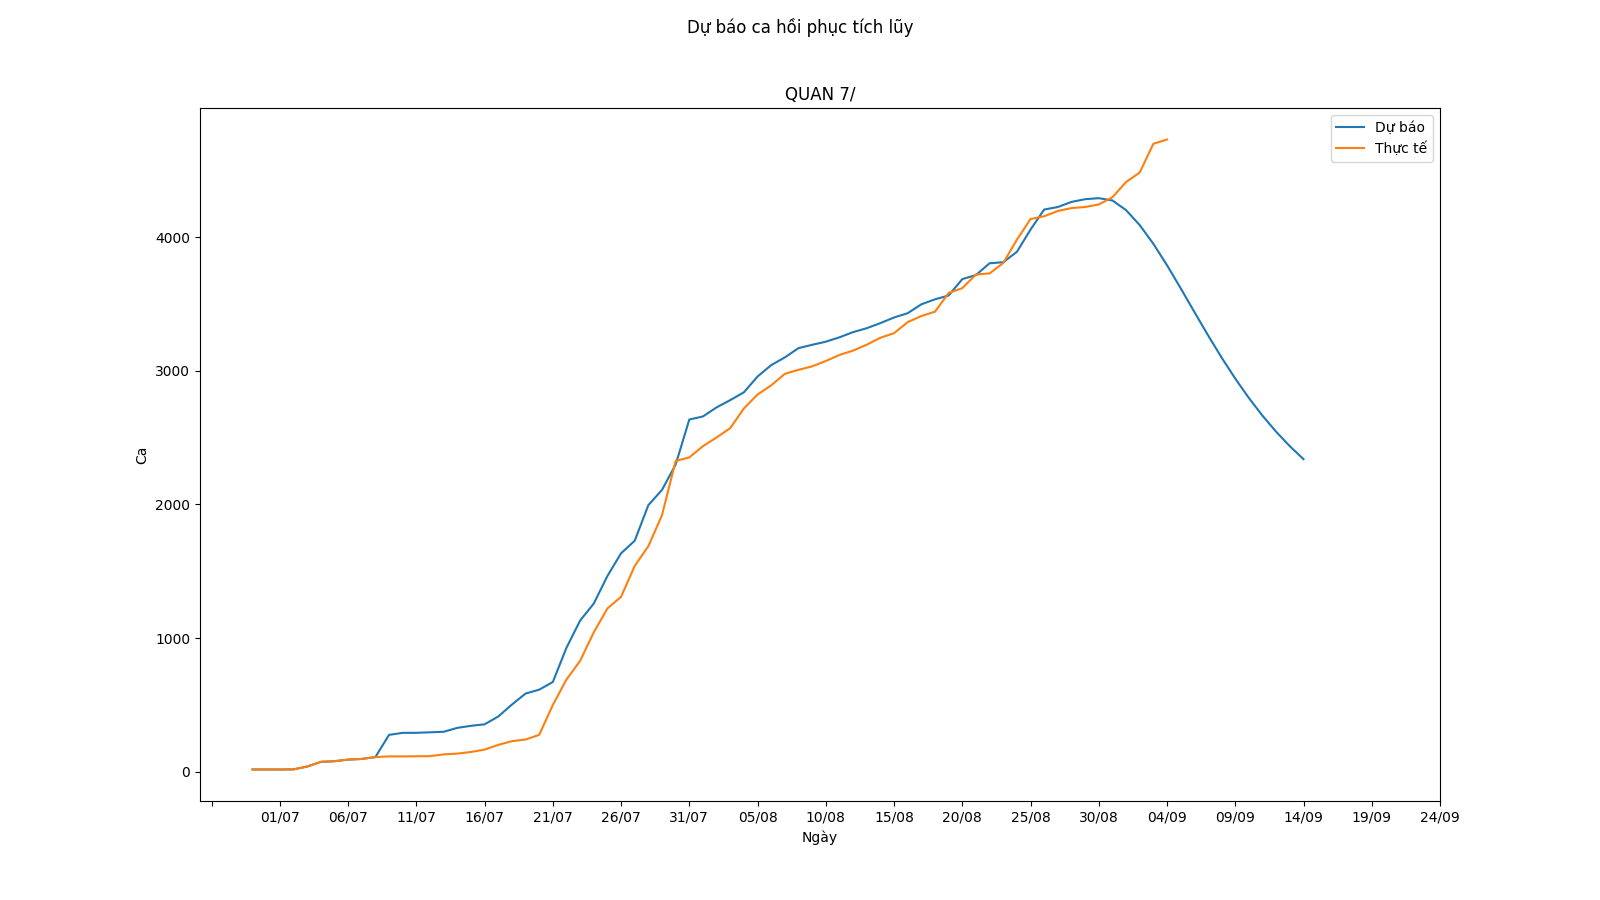 Dự báo ca hồi phục tích lũy
QUAN 7/
Dự báo
Thực tế
4000
3000
2000
1000
0
Ca
01/07 06/07 11/07 16/07 21/07 26/07 31/07 05/08 10/08 15/08 20/08 25/08 30/08 04/09 09/09 14/09 19/09 24/09
Ngày